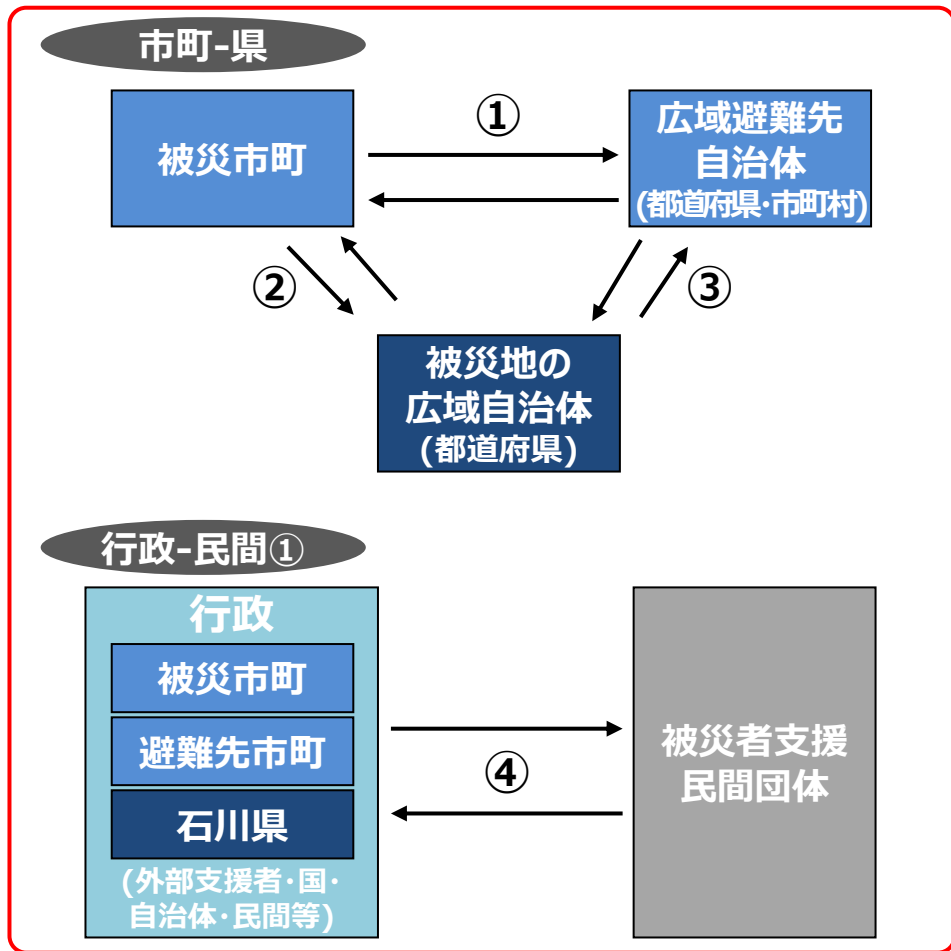 市町-県
①
被災市町
広域避難先
自治体
(都道府県・市町村)
②
③
被災地の
広域自治体
(都道府県)
行政-民間①
行政
被災市町
避難先市町
石川県
(外部支援者・国・
自治体・民間等)
④
被災者支援
民間団体